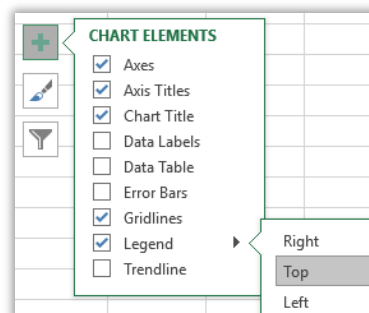 CHART ELEMENTS
Axes
Axis Titles
Chart Title
Data Labels
Data Table
Error Bars
Gridlines
Legend
Trendline
Right
Top
Left